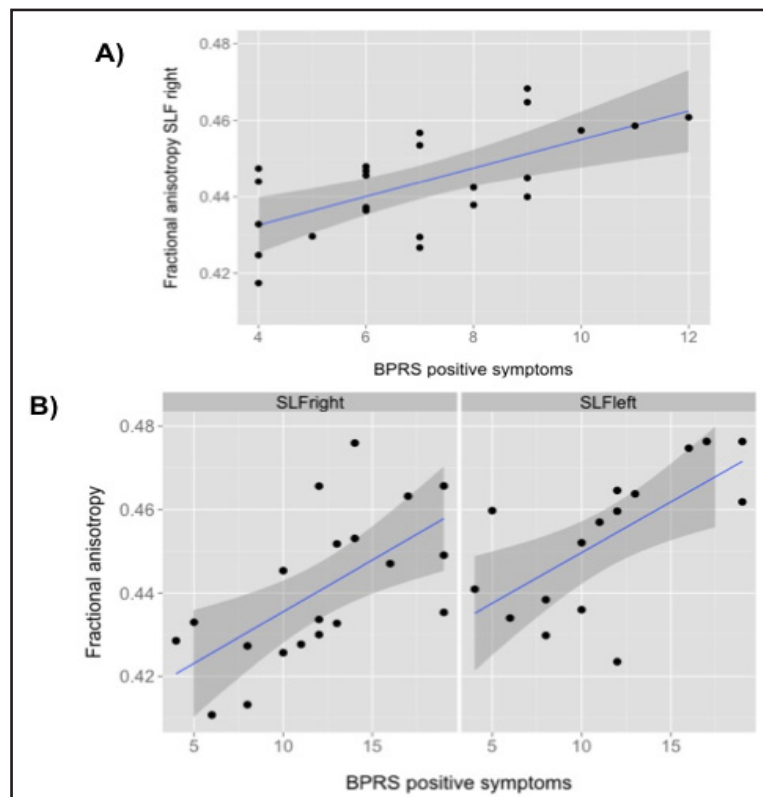 A)
Fractional anisotropy SLF right
0.48
0.46
0.44
0.42
4
6
8
10
12
BPRS positive symptoms
B)
SLFright
SLFleft
Fractional anisotropy
0.48
0.46
0.44
0.42
5
10
15
5
10
15
BPRS positive symptoms